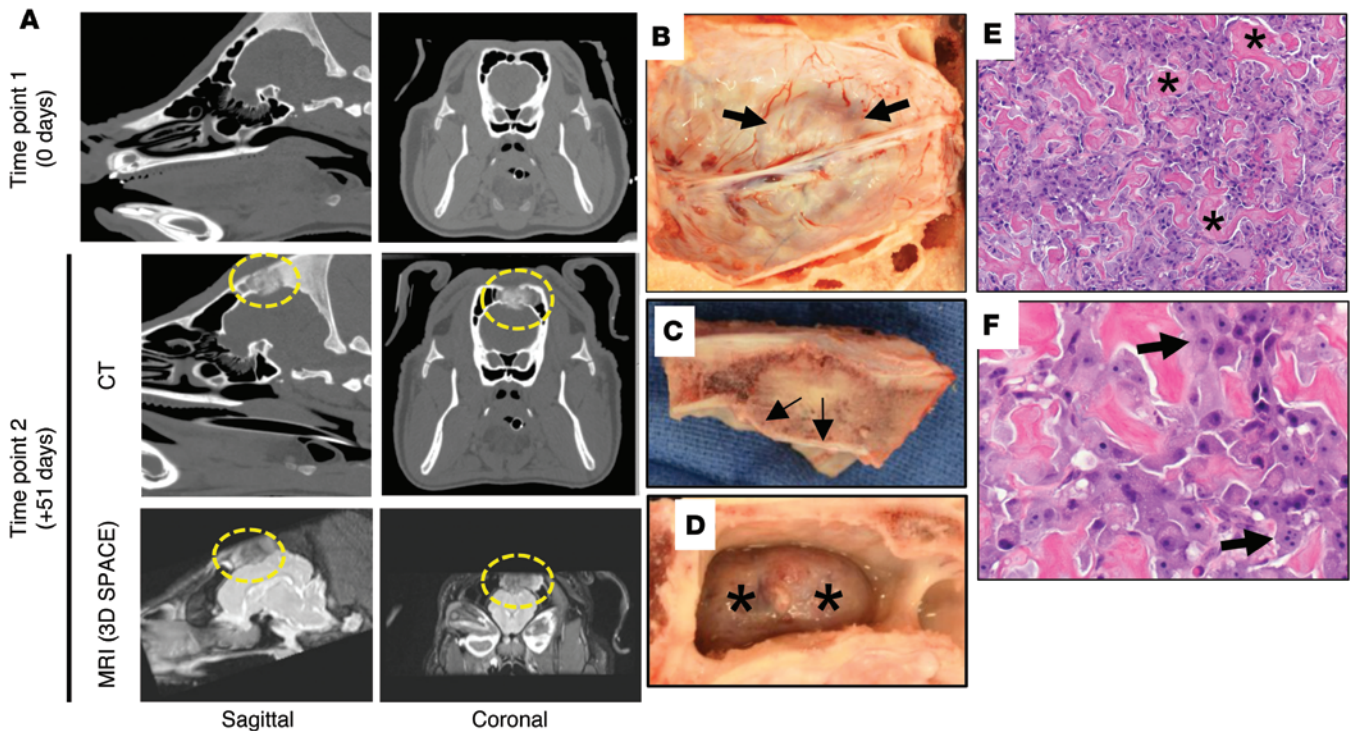 A
Time point 1
(0 days)
Time point 2
(+51 days)
CT
MRI (3D SPACE)
Sagittal
Coronal
B
C
D
* *
E
*
*
*
F